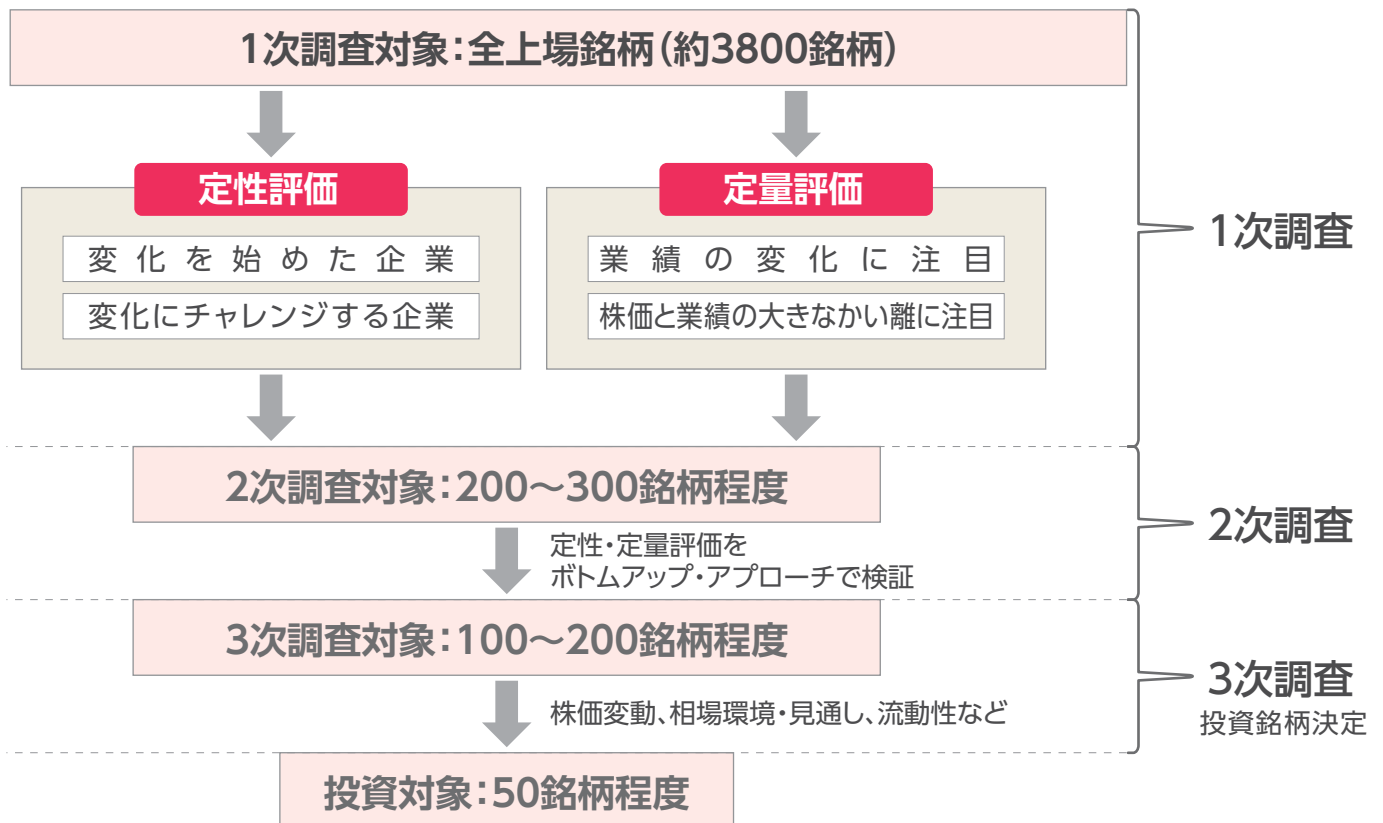 1次調査対象：全上場銘柄（約3800銘柄）
定性評価
変化を始めた企業
変化にチャレンジする企業
定量評価
業績の変化に注目
株価と業績の大きなかい離に注目
1次調査
2次調査対象：200～300銘柄程度
定性・定量評価を
ボトムアップ・アプローチで検証
2次調査
3次調査対象：100～200銘柄程度
株価変動、相場環境・見通し、流動性など
3次調査
投資銘柄決定
投資対象：50銘柄程度